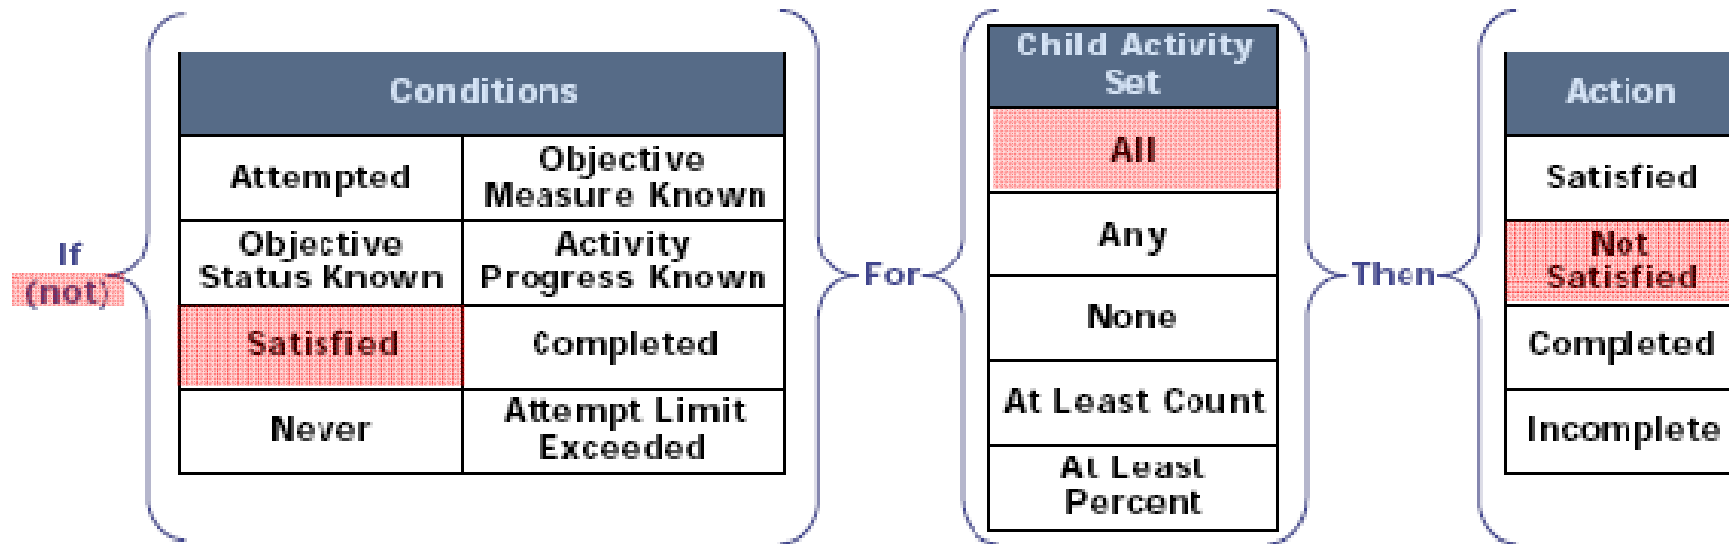 If
(not)
Conditions
Attempted
Objective
Measure Known
Objective
Status Known
Activity
Progress Known
Satisfied
Completed
Never
Attempt Limit
Exceeded
For
Child Activity
Set
All
Any
None
At Least Count
At Least
Percent
Then
Action
Satisfied
Not
Satisfied
Completed
Incomplete